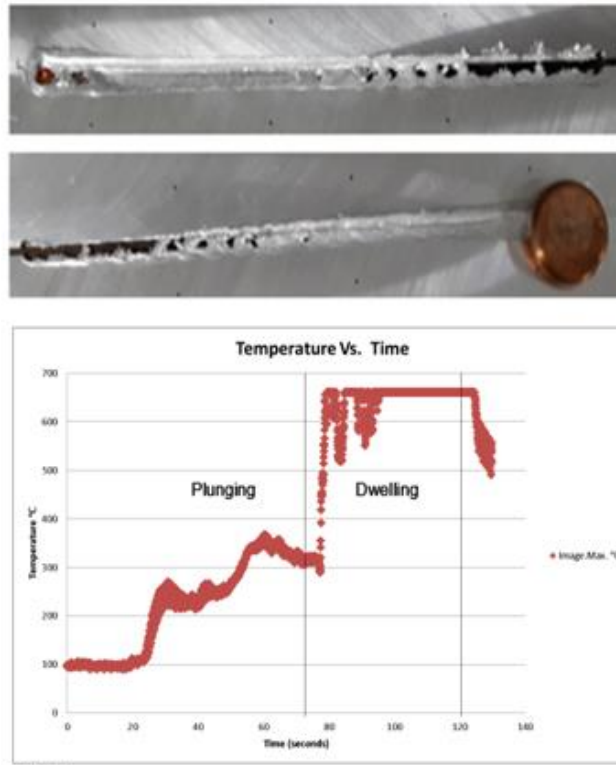 Temperature Vs. Time
700
600
500
400
300
200
100
0
Temperature °C
Plunging
Dwelling
Image.Max. °C
0 20 40 60 80 100 120 140
Time (seconds)